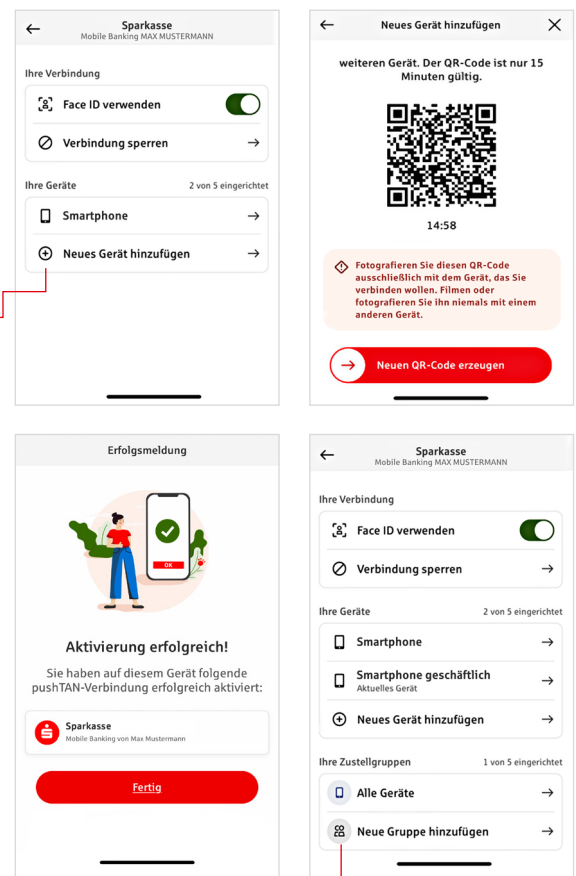 Sparkasse
Mobile Banking MAX MUSTERMANN
Ihre Verbindung
Face ID verwenden
Verbindung sperren
Ihre Geräte 2 von 5 eingerichtet
Smartphone
Neues Gerät hinzufügen
Neues Gerät hinzufügen
weiteren Gerät. Der QR-Code ist nur 15
Minuten gültig.
14:58
Fotografieren Sie diesen QR-Code
ausschließlich mit dem Gerät, das Sie
verbinden wollen. Filmen oder
fotografieren Sie ihn niemals mit einem
anderen Gerät.
Neuen QR-Code erzeugen
Erfolgsmeldung
OK
Aktivierung erfolgreich!
Sie haben auf diesem Gerät folgende
pushTAN-Verbindung erfolgreich aktiviert:
Sparkasse
Mobile Banking von Max Mustermann
Fertig
Sparkasse
Mobile Banking MAX MUSTERMANN
Ihre Verbindung
Face ID verwenden
Verbindung sperren
Ihre Geräte 2 von 5 eingerichtet
Smartphone
Smartphone geschäftlich
Aktuelles Gerät
Neues Gerät hinzufügen
Ihre Zustellgruppen 1 von 5 eingerichtet
Alle Geräte
Neue Gruppe hinzufügen